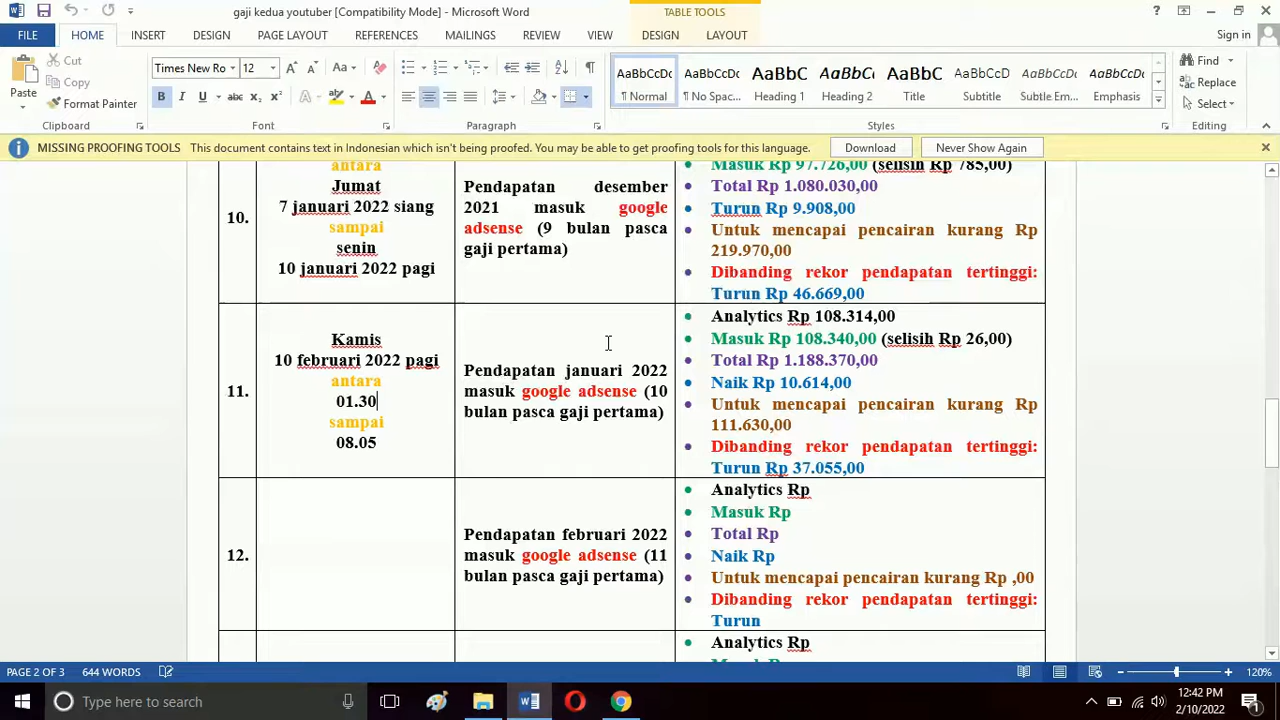 gaji kedua youtuber [Compatibility Mode] - Microsoft Word
TABLE TOOLS
Sign in
FILE HOME INSERT DESIGN PAGE LAYOUT REFERENCES MAILINGS REVIEW VIEW DESIGN LAYOUT
Paste
Cut
Copy
Format Painter
Clipboard
Times New Ro 12
Font
Paragraph
AaBbCcDc AaBbCcDc AaBbC AaBbCc AaBbC AaBbCcD AaBbCcDc AaBbCcDc
¶ Normal ¶ No Spac... Heading 1 Heading 2 Title Subtitle Subtle Em... Emphasis
Styles
Find
Replace
Select
Editing
MISSING PROOFING TOOLS This document contains text in Indonesian which isn't being proofed. You may be able to get proofing tools for this language. Download Never Show Again
10.
antara
Jumat
7 januari 2022 siang
sampai
senin
10 januari 2022 pagi
Pendapatan desember
2021 masuk google
adsense (9 bulan pasca
gaji pertama)
Masuk Rp 97.726,00 (selisih Rp 785,00)
Total Rp 1.080.030,00
Turun Rp 9.908,00
Untuk mencapai pencairan kurang Rp
219.970,00
Dibanding rekor pendapatan tertinggi:
Turun Rp 46.669,00
11.
Kamis
10 februari 2022 pagi
antara
01.30
sampai
08.05
Pendapatan januari 2022
masuk google adsense (10
bulan pasca gaji pertama)
Analytics Rp 108.314,00
Masuk Rp 108.340,00 (selisih Rp 26,00)
Total Rp 1.188.370,00
Naik Rp 10.614,00
Untuk mencapai pencairan kurang Rp
111.630,00
Dibanding rekor pendapatan tertinggi:
Turun Rp 37.055,00
12.
Pendapatan februari 2022
masuk google adsense (11
bulan pasca gaji pertama)
Analytics Rp
Masuk Rp
Total Rp
Naik Rp
Untuk mencapai pencairan kurang Rp ,00
Dibanding rekor pendapatan tertinggi:
Turun
Analytics Rp
PAGE 2 OF 3 644 WORDS 120%
Type here to search
12:42 PM
2/10/2022